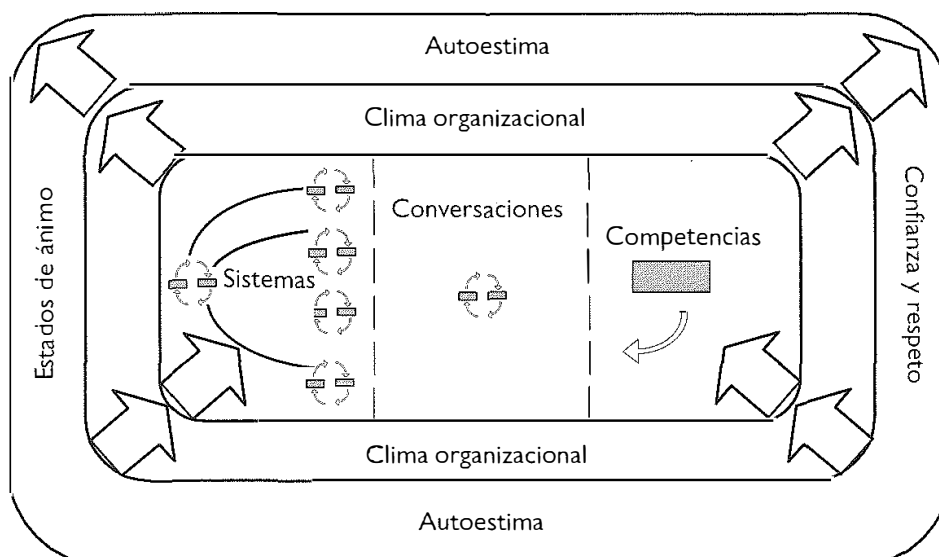 Autoestima
Clima organizacional
Estados de ánimo
Sistemas
Conversaciones
Competencias
Confianza y respeto
Clima organizacional
Autoestima